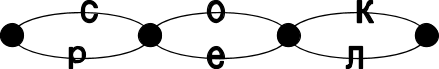 с о к
р е л